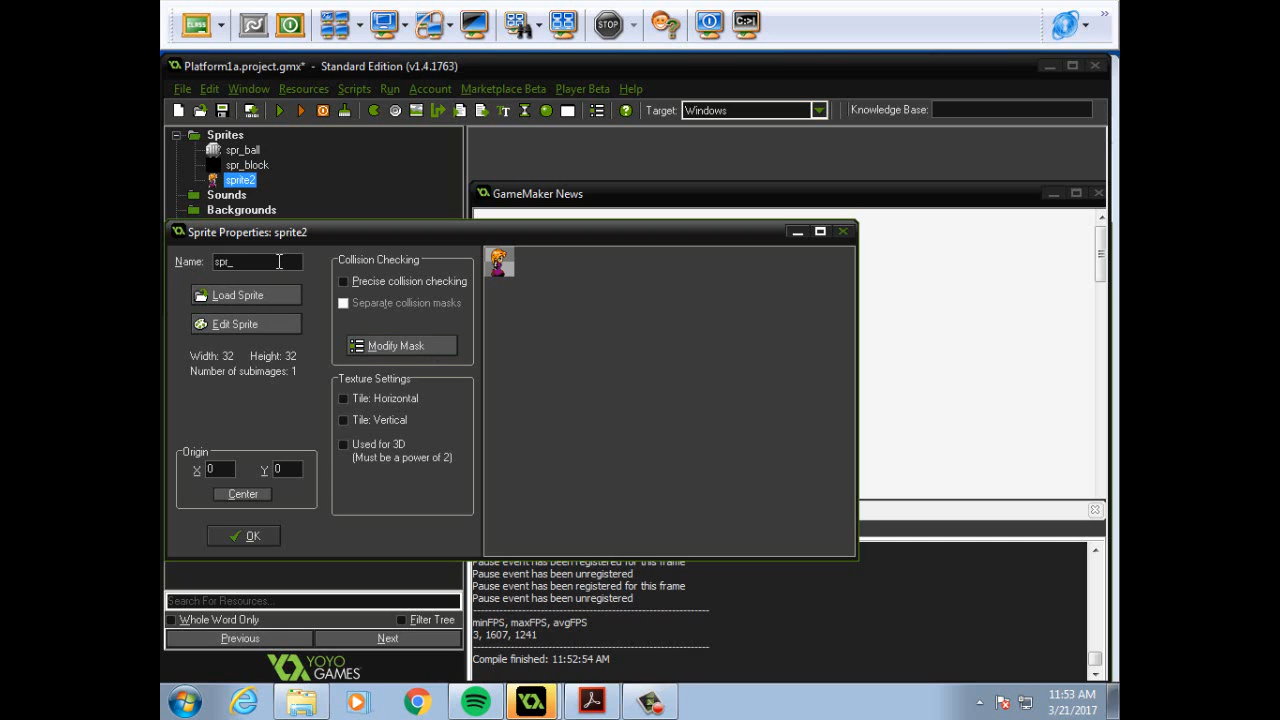 CLASS
STOP
C:>
»
Platform1a.project.gmx* - Standard Edition (v1.4.1763)
File Edit Window Resources Scripts Run Account Marketplace Beta Player Beta Help
Target: Windows
Knowledge Base:
Sprites
spr_ball
spr_block
sprite2
Sounds
Backgrounds
GameMaker News
Sprite Properties: sprite2
Name: spr_
Load Sprite
Edit Sprite
Width: 32 Height: 32
Number of subimages: 1
Origin
X 0 Y 0
Center
OK
Collision Checking
Precise collision checking
Separate collision masks
Modify Mask
Texture Settings
Tile: Horizontal
Tile: Vertical
Used for 3D
(Must be a power of 2)
Pause event has been registered for this frame
Pause event has been unregistered
Pause event has been registered for this frame
Pause event has been unregistered
minFPS, maxFPS, avgFPS
3, 1607, 1241
Compile finished: 11:52:54 AM
Search For Resources...
Whole Word Only Filter Tree
Previous Next
YOYO
GAMES™
11:53 AM
3/21/2017